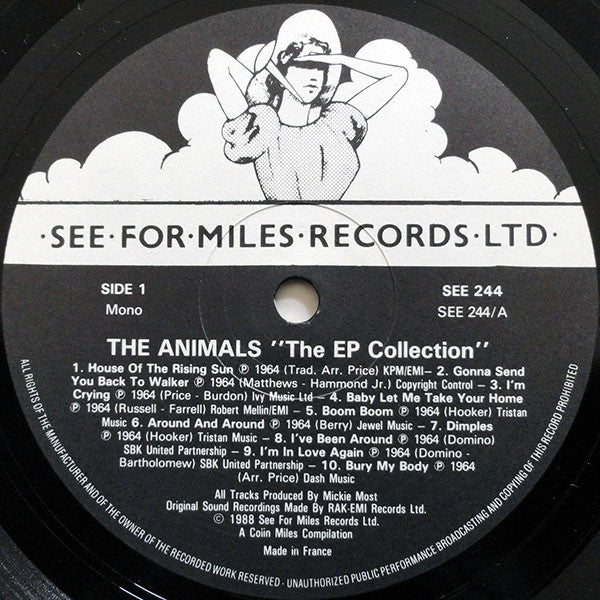 ·SEE·FOR·MILES·RECORDS·LTD·
SIDE 1
Mono
SEE 244
SEE 244/A
THE ANIMALS "The EP Collection"
1. House Of The Rising Sun ℗ 1964 (Trad. Arr. Price) KPM/EMI– 2. Gonna Send
You Back To Walker ℗ 1964 (Matthews - Hammond Jr.) Copyright Control – 3. I'm
Crying ℗ 1964 (Price - Burdon) Ivy Music Ltd – 4. Baby Let Me Take Your Home
℗ 1964 (Russell - Farrell) Robert Mellin/EMI – 5. Boom Boom ℗ 1964 (Hooker) Tristan
Music 6. Around And Around ℗ 1964 (Berry) Jewel Music – 7. Dimples
℗ 1964 (Hooker) Tristan Music – 8. I've Been Around ℗ 1964 (Domino)
SBK United Partnership – 9. I'm In Love Again ℗ 1964 (Domino -
Bartholomew) SBK United Partnership – 10. Bury My Body ℗ 1964
(Arr. Price) Dash Music
All Tracks Produced By Mickie Most
Original Sound Recordings Made By RAK-EMI Records Ltd.
© 1988 See For Miles Records Ltd.
A Coiin Miles Compilation
Made in France
ALL RIGHTS OF THE MANUFACTURER AND OF THE OWNER OF THE RECORDED WORK RESERVED - UNAUTHORIZED PUBLIC PERFORMANCE BROADCASTING AND COPYING OF THIS RECORD PROHIBITED